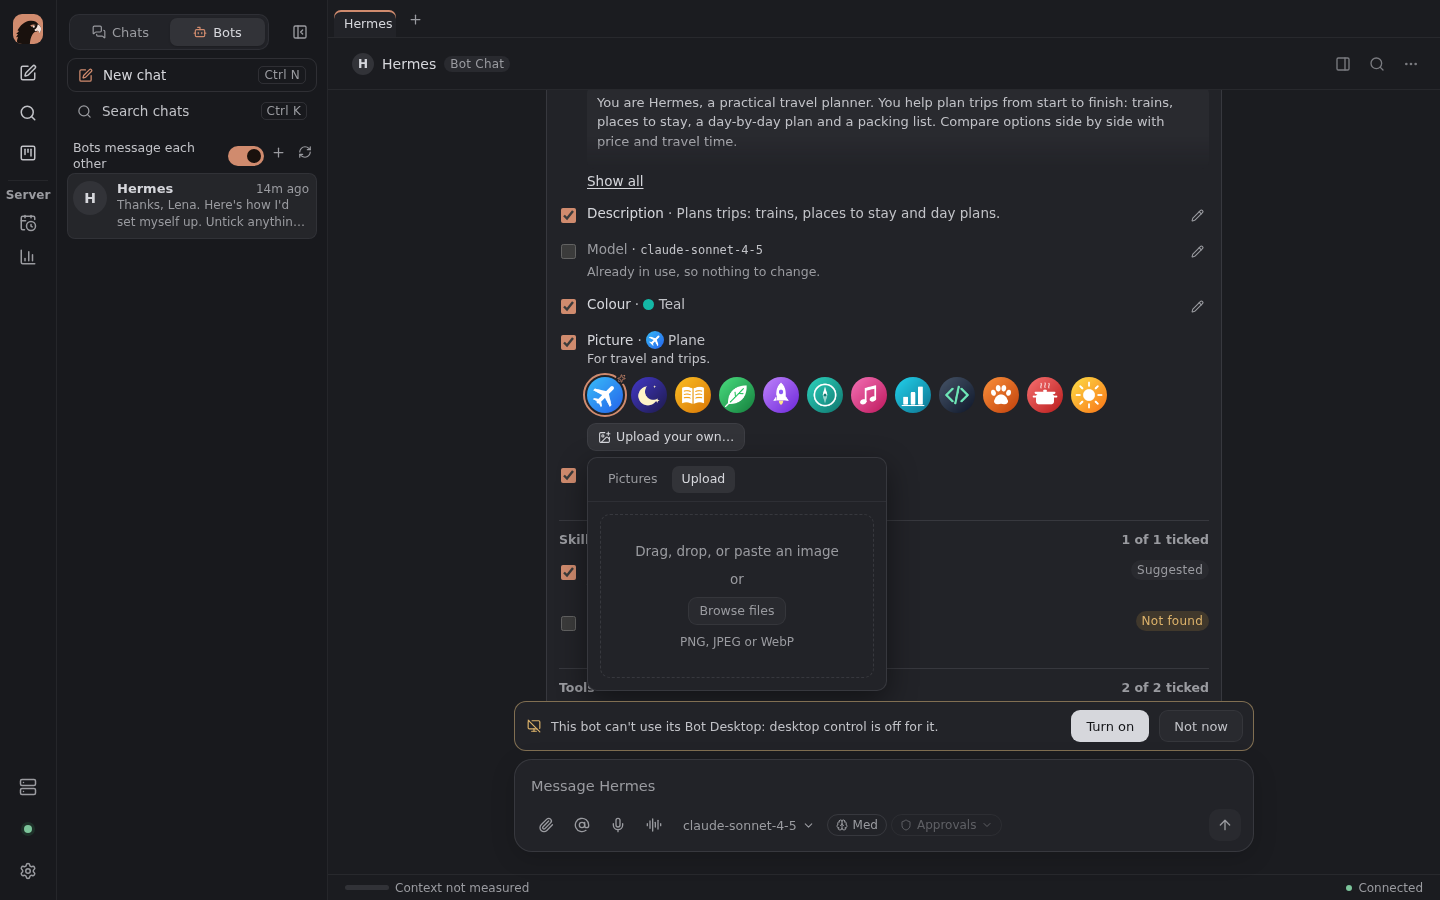 Chats
Bots
New chat
Ctrl N
Search chats
Ctrl K
Bots message each
other
Server
H
Hermes
14m ago
Thanks, Lena. Here's how I'd
set myself up. Untick anythin...
Hermes
H
Hermes
Bot Chat
You are Hermes, a practical travel planner. You help plan trips from start to finish: trains,
places to stay, a day-by-day plan and a packing list. Compare options side by side with
price and travel time.
Show all
Description · Plans trips: trains, places to stay and day plans.
Model · claude-sonnet-4-5
Already in use, so nothing to change.
Colour · Teal
Picture · Plane
For travel and trips.
Upload your own...
Pictures
Upload
Drag, drop, or paste an image
or
Browse files
PNG, JPEG or WebP
1 of 1 ticked
Suggested
Not found
Tools
2 of 2 ticked
This bot can't use its Bot Desktop: desktop control is off for it.
Turn on
Not now
Message Hermes
claude-sonnet-4-5
Med
Approvals
Context not measured
Connected